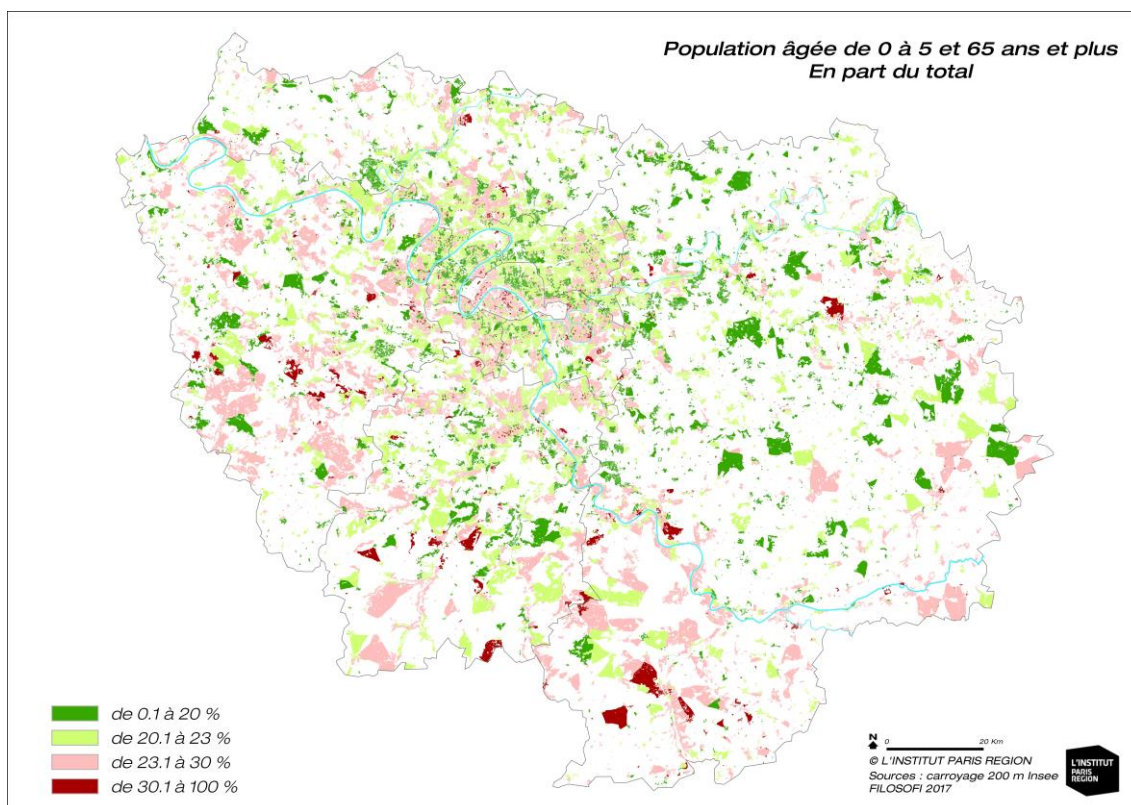 Population âgée de 0 à 5 et 65 ans et plus
En part du total
de 0.1 à 20 %
de 20.1 à 23 %
de 23.1 à 30 %
de 30.1 à 100 %
N
0 20 Km
© L'INSTITUT PARIS REGION
Sources : carroyage 200 m Insee
FILOSOFI 2017
L'INSTITUT
PARIS
REGION